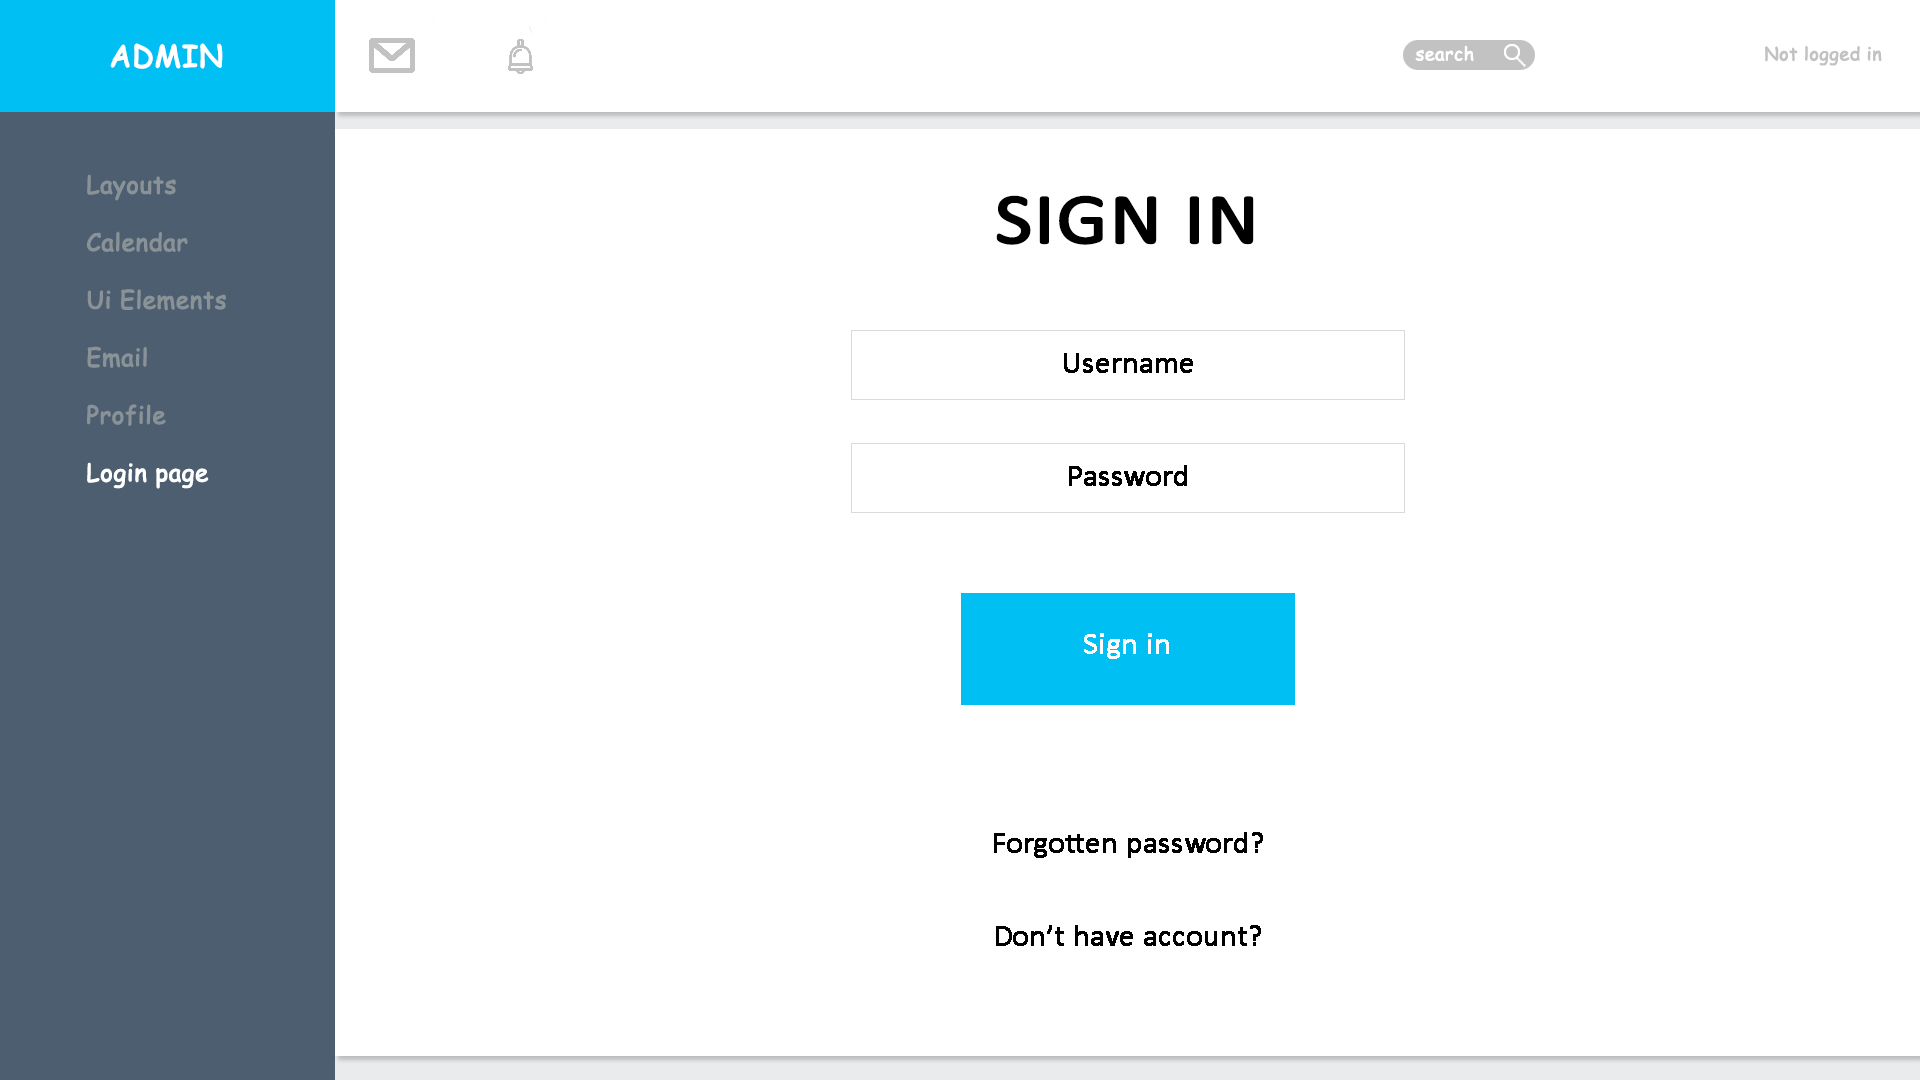 ADMIN
search
Not logged in
Layouts
Calendar
Ui Elements
Email
Profile
Login page
SIGN IN
Username
Password
Sign in
Forgotten password?
Don’t have account?